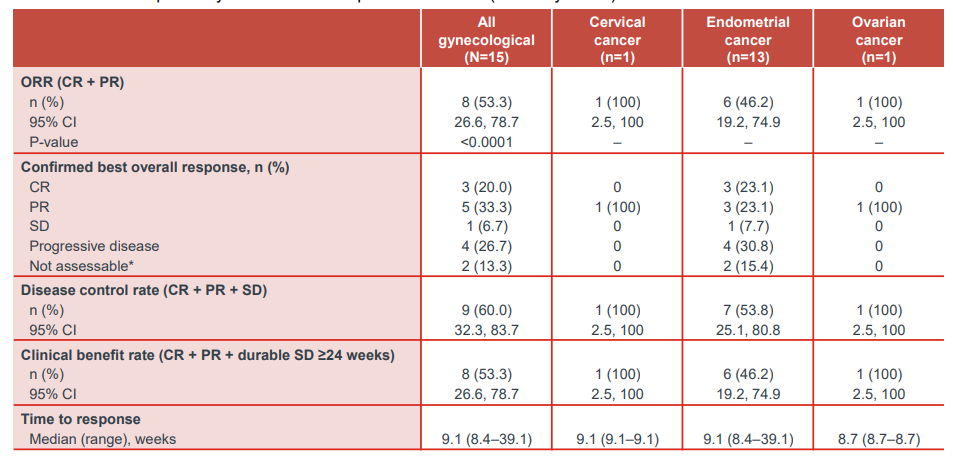 All gynecological (N=15) Cervical cancer (n=1) Endometrial cancer (n=13) Ovarian cancer (n=1)
ORR (CR + PR)
n (%) 8 (53.3) 1 (100) 6 (46.2) 1 (100)
95% CI 26.6, 78.7 2.5, 100 19.2, 74.9 2.5, 100
P-value <0.0001 – – –
Confirmed best overall response, n (%)
CR 3 (20.0) 0 3 (23.1) 0
PR 5 (33.3) 1 (100) 3 (23.1) 1 (100)
SD 1 (6.7) 0 1 (7.7) 0
Progressive disease 4 (26.7) 0 4 (30.8) 0
Not assessable* 2 (13.3) 0 2 (15.4) 0
Disease control rate (CR + PR + SD)
n (%) 9 (60.0) 1 (100) 7 (53.8) 1 (100)
95% CI 32.3, 83.7 2.5, 100 25.1, 80.8 2.5, 100
Clinical benefit rate (CR + PR + durable SD ≥24 weeks)
n (%) 8 (53.3) 1 (100) 6 (46.2) 1 (100)
95% CI 26.6, 78.7 2.5, 100 19.2, 74.9 2.5, 100
Time to response
Median (range), weeks 9.1 (8.4–39.1) 9.1 (9.1–9.1) 9.1 (8.4–39.1) 8.7 (8.7–8.7)